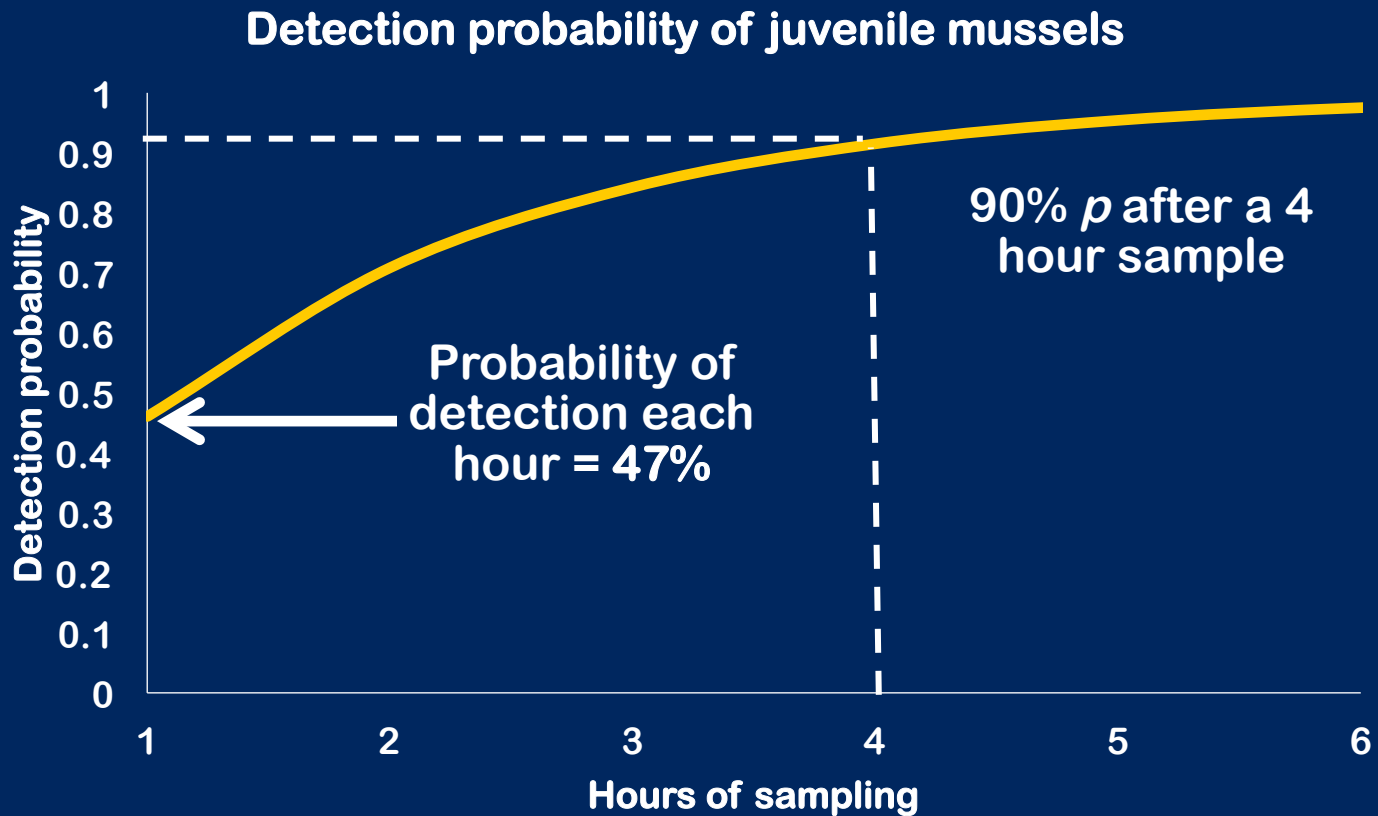 Detection probability of juvenile mussels
1
0.9
0.8
0.7
0.6
0.5
0.4
0.3
0.2
0.1
0
Detection probability
90% p after a 4
hour sample
Probability of
detection each
hour = 47%
1 2 3 4 5 6
Hours of sampling